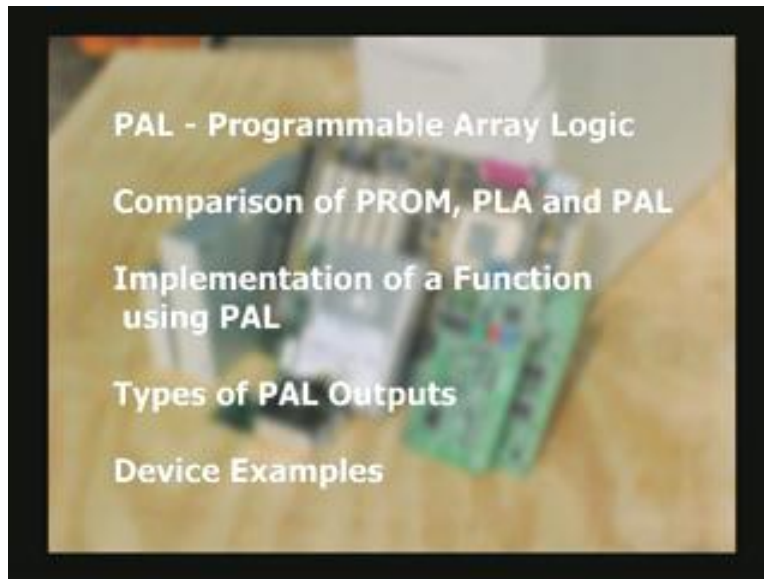 PAL - Programmable Array Logic
Comparison of PROM, PLA and PAL
Implementation of a Function
using PAL
Types of PAL Outputs
Device Examples